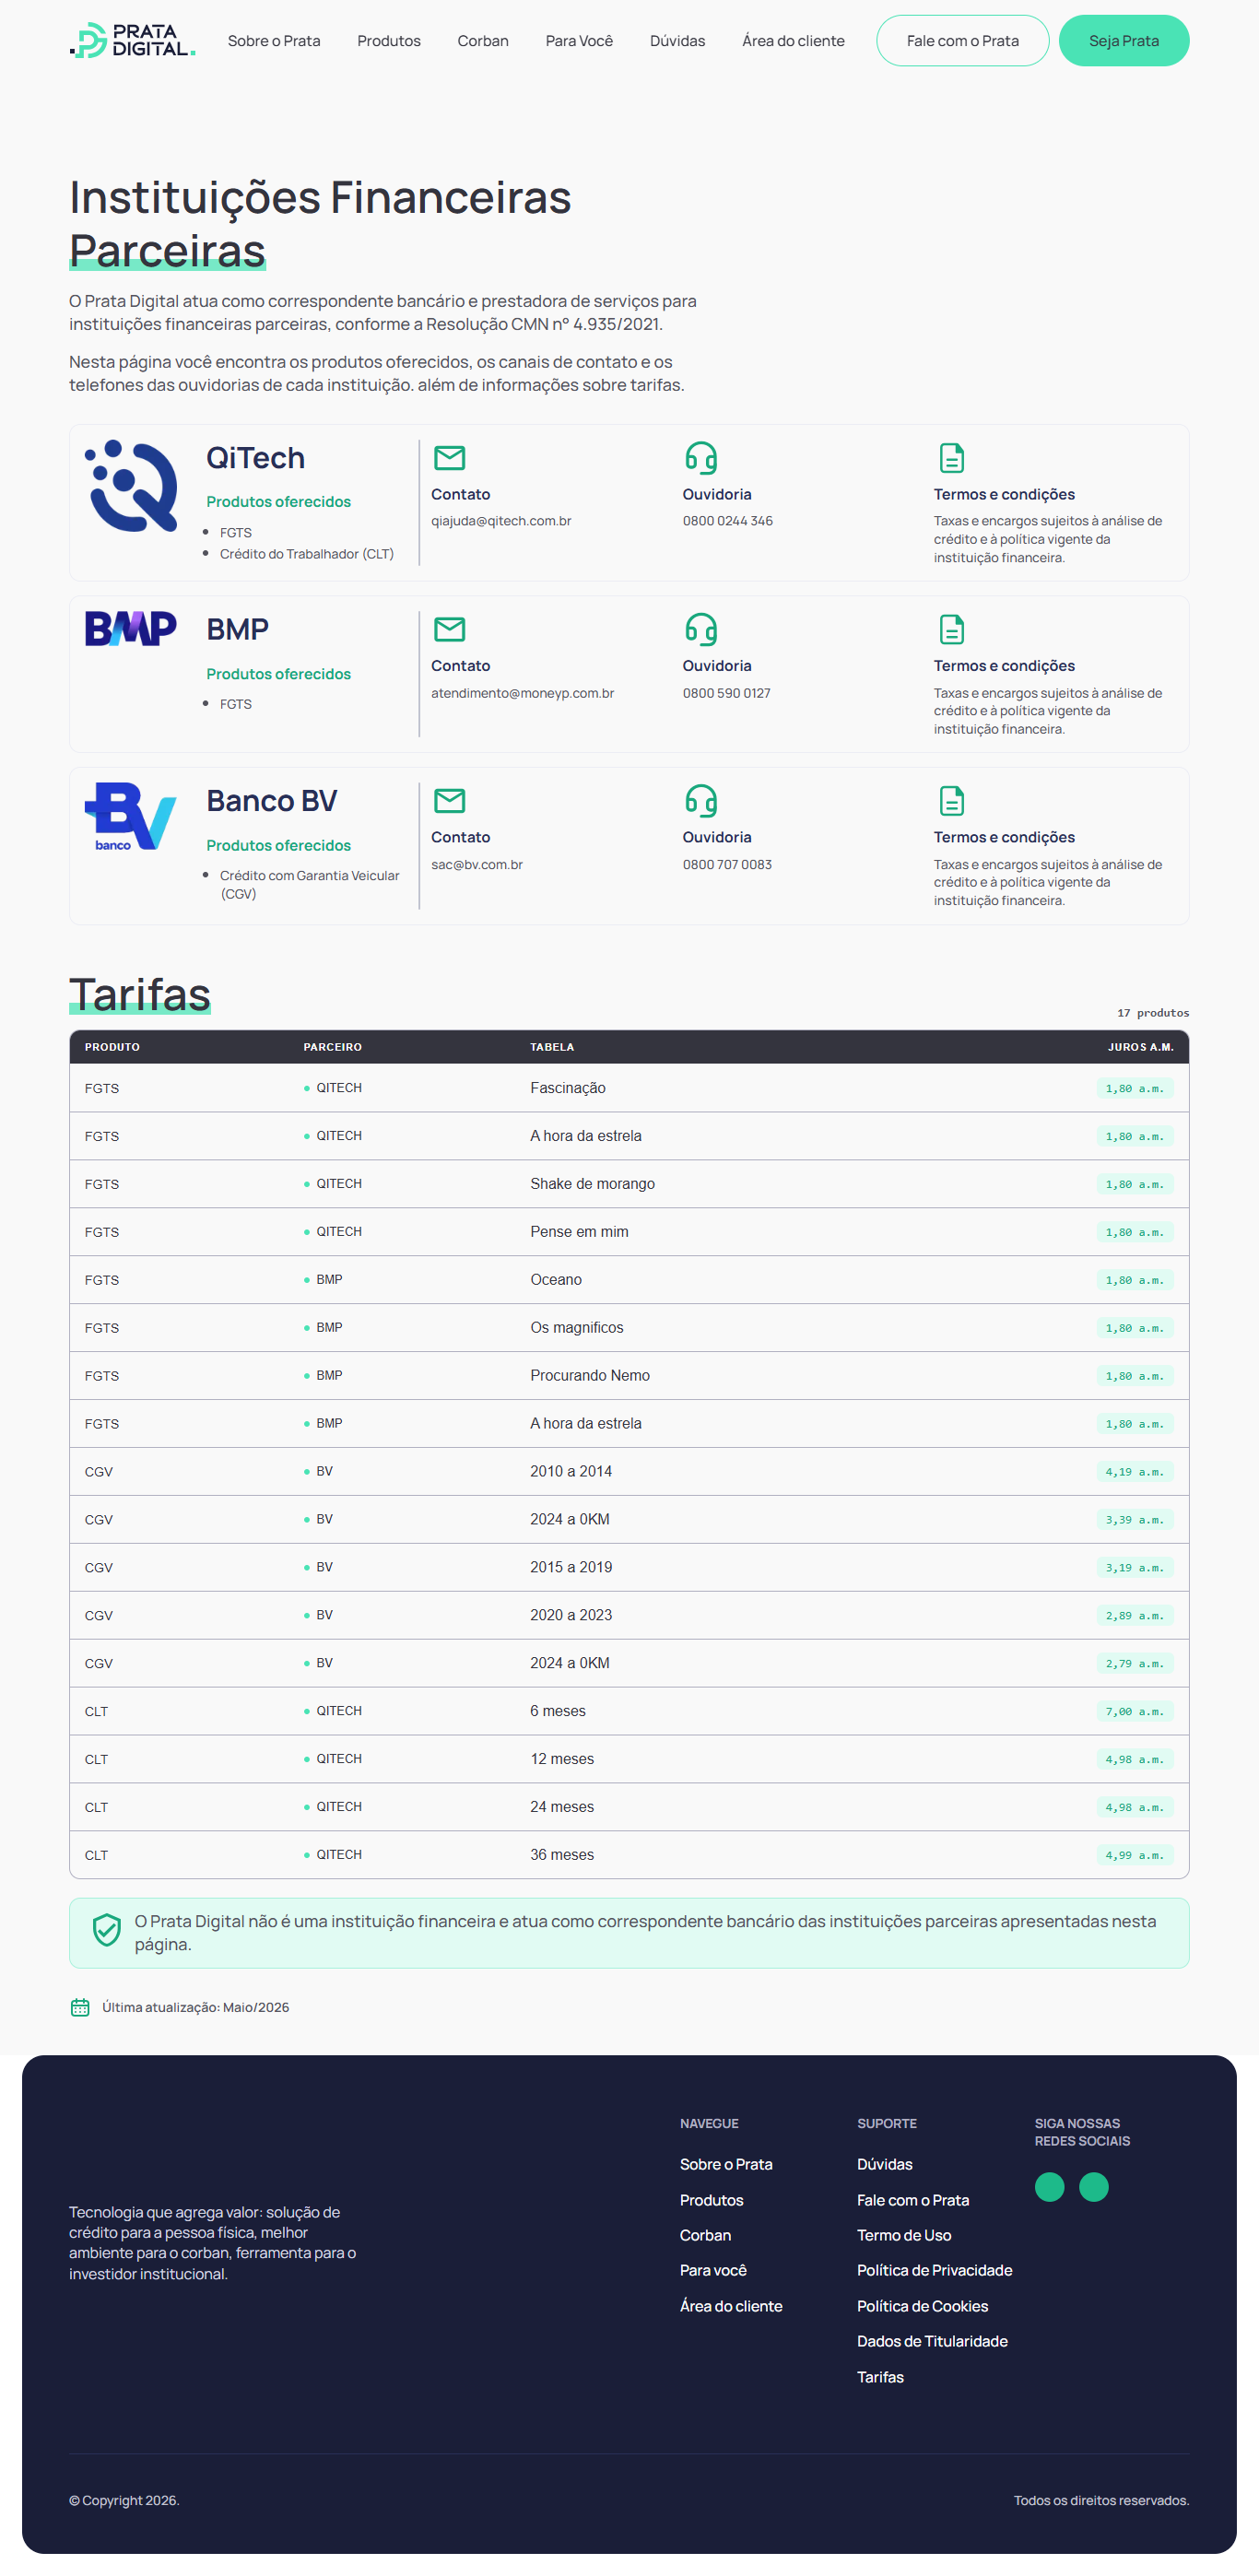 PRATA
DIGITAL
Sobre o Prata
Produtos
Corban
Para Você
Dúvidas
Área do cliente
Fale com o Prata
Seja Prata
Instituições Financeiras
Parceiras
O Prata Digital atua como correspondente bancário e prestadora de serviços para
instituições financeiras parceiras, conforme a Resolução CMN n° 4.935/2021.
Nesta página você encontra os produtos oferecidos, os canais de contato e os
telefones das ouvidorias de cada instituição. além de informações sobre tarifas.
QiTech
Produtos oferecidos
FGTS
Crédito do Trabalhador (CLT)
Contato
qiajuda@qitech.com.br
Ouvidoria
0800 0244 346
Termos e condições
Taxas e encargos sujeitos à análise de
crédito e à política vigente da
instituição financeira.
BMP
BMP
Produtos oferecidos
FGTS
Contato
atendimento@moneyp.com.br
Ouvidoria
0800 590 0127
Termos e condições
Taxas e encargos sujeitos à análise de
crédito e à política vigente da
instituição financeira.
BV
banco
Banco BV
Produtos oferecidos
Crédito com Garantia Veicular
(CGV)
Contato
sac@bv.com.br
Ouvidoria
0800 707 0083
Termos e condições
Taxas e encargos sujeitos à análise de
crédito e à política vigente da
instituição financeira.
Tarifas
17 produtos
PRODUTO PARCEIRO TABELA JUROS A.M.
FGTS QITECH Fascinação 1,80 a.m.
FGTS QITECH A hora da estrela 1,80 a.m.
FGTS QITECH Shake de morango 1,80 a.m.
FGTS QITECH Pense em mim 1,80 a.m.
FGTS BMP Oceano 1,80 a.m.
FGTS BMP Os magnificos 1,80 a.m.
FGTS BMP Procurando Nemo 1,80 a.m.
FGTS BMP A hora da estrela 1,80 a.m.
CGV BV 2010 a 2014 4,19 a.m.
CGV BV 2024 a 0KM 3,39 a.m.
CGV BV 2015 a 2019 3,19 a.m.
CGV BV 2020 a 2023 2,89 a.m.
CGV BV 2024 a 0KM 2,79 a.m.
CLT QITECH 6 meses 7,00 a.m.
CLT QITECH 12 meses 4,98 a.m.
CLT QITECH 24 meses 4,98 a.m.
CLT QITECH 36 meses 4,99 a.m.
O Prata Digital não é uma instituição financeira e atua como correspondente bancário das instituições parceiras apresentadas nesta
página.
Última atualização: Maio/2026
Tecnologia que agrega valor: solução de
crédito para a pessoa física, melhor
ambiente para o corban, ferramenta para o
investidor institucional.
NAVEGUE
Sobre o Prata
Produtos
Corban
Para você
Área do cliente
SUPORTE
Dúvidas
Fale com o Prata
Termo de Uso
Política de Privacidade
Política de Cookies
Dados de Titularidade
Tarifas
SIGA NOSSAS
REDES SOCIAIS
© Copyright 2026.
Todos os direitos reservados.